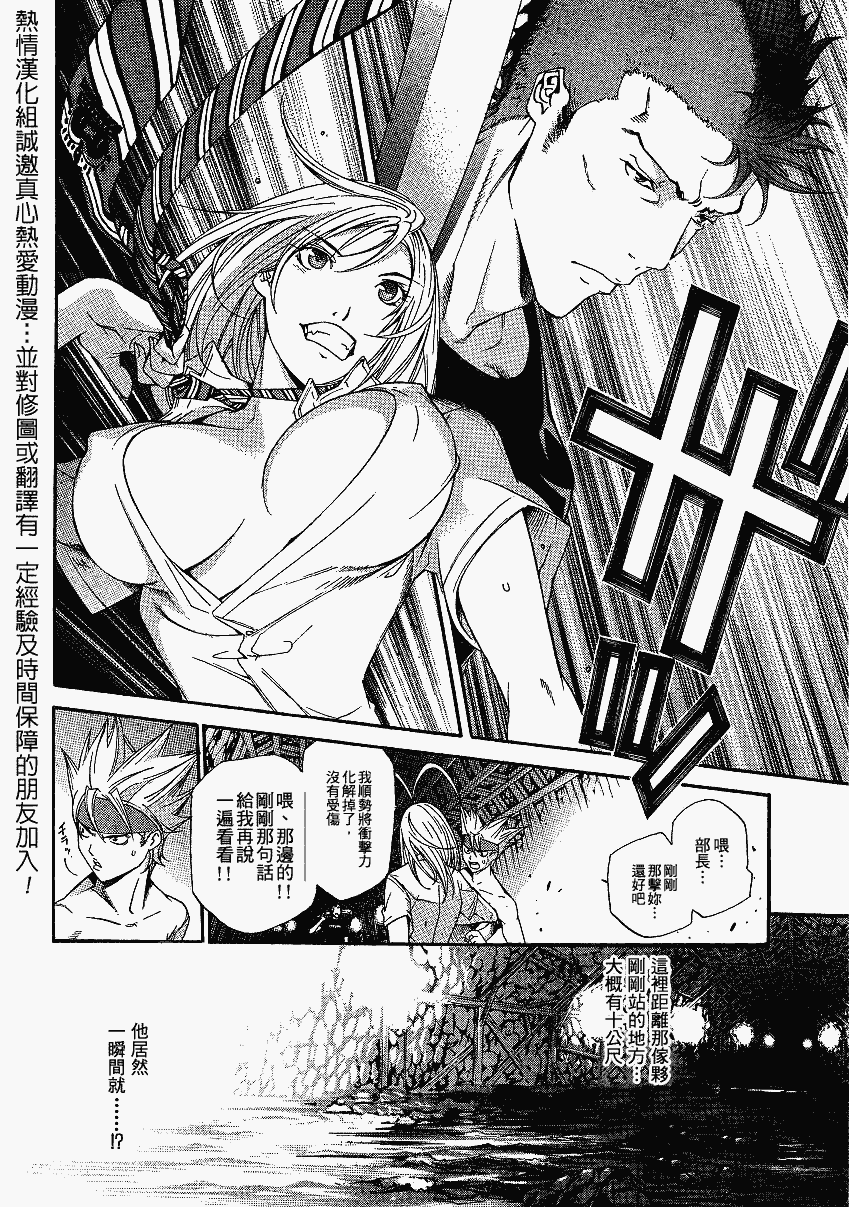 熱情漢化組誠邀真心熱愛動漫…並對修圖或翻譯有一定經驗及時間保障的朋友加入！
喂…
部長…
剛剛
那擊妳…
還好吧
我順勢將衝擊力
化解掉了，
沒有受傷
喂、那邊的!!
剛剛那句話
給我再說
一遍看看!!
這裡距離那傢夥
剛剛站的地方…
大概有十公尺
他居然
一瞬間就……!?